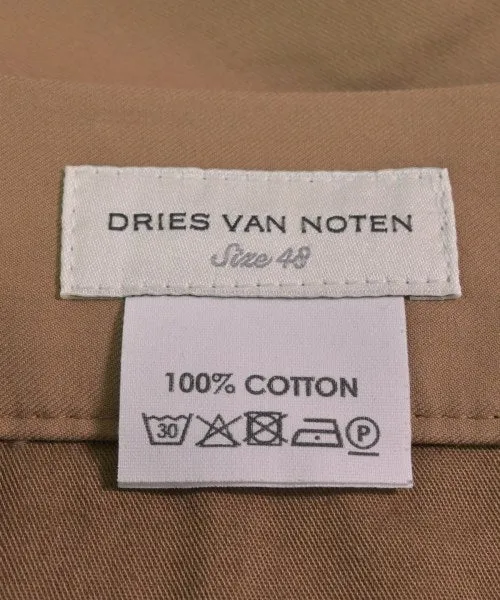 DRIES VAN NOTEN
Size 48
100% COTTON
30 P